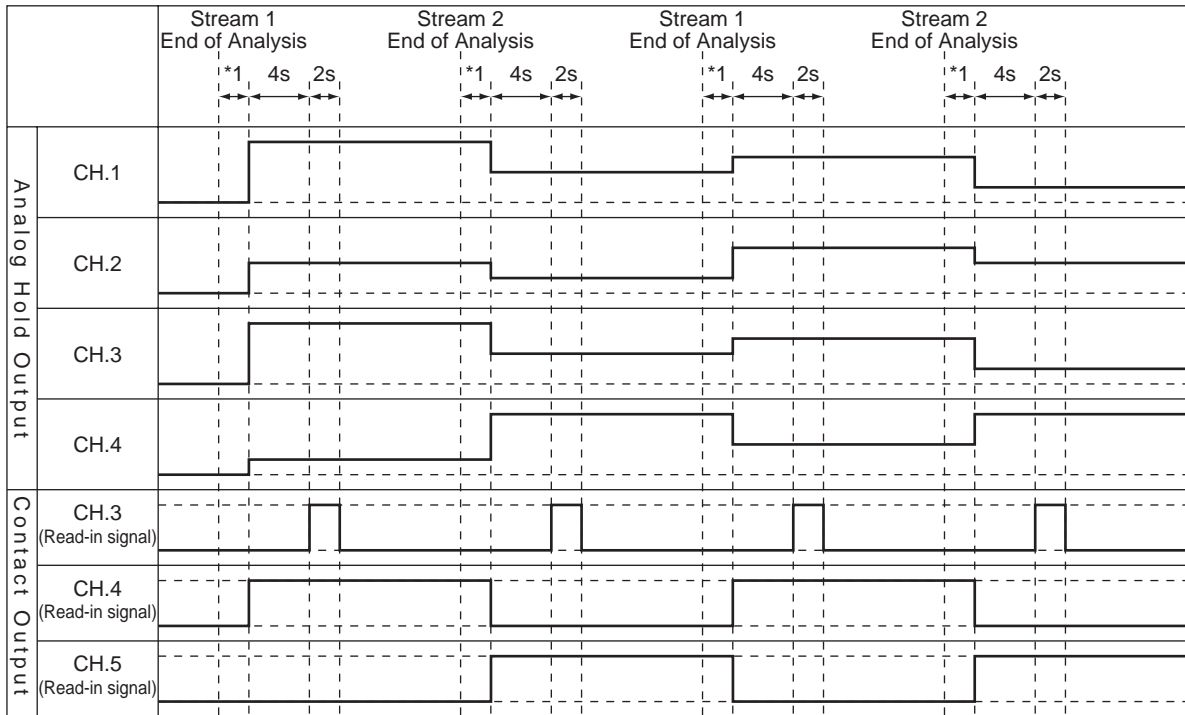 Stream 1
End of Analysis
Stream 2
End of Analysis
Stream 1
End of Analysis
Stream 2
End of Analysis
*1 4s 2s
*1 4s 2s
*1 4s 2s
*1 4s 2s
Analog Hold Output
CH.1
CH.2
CH.3
CH.4
Contact Output
CH.3
(Read-in signal)
CH.4
(Read-in signal)
CH.5
(Read-in signal)